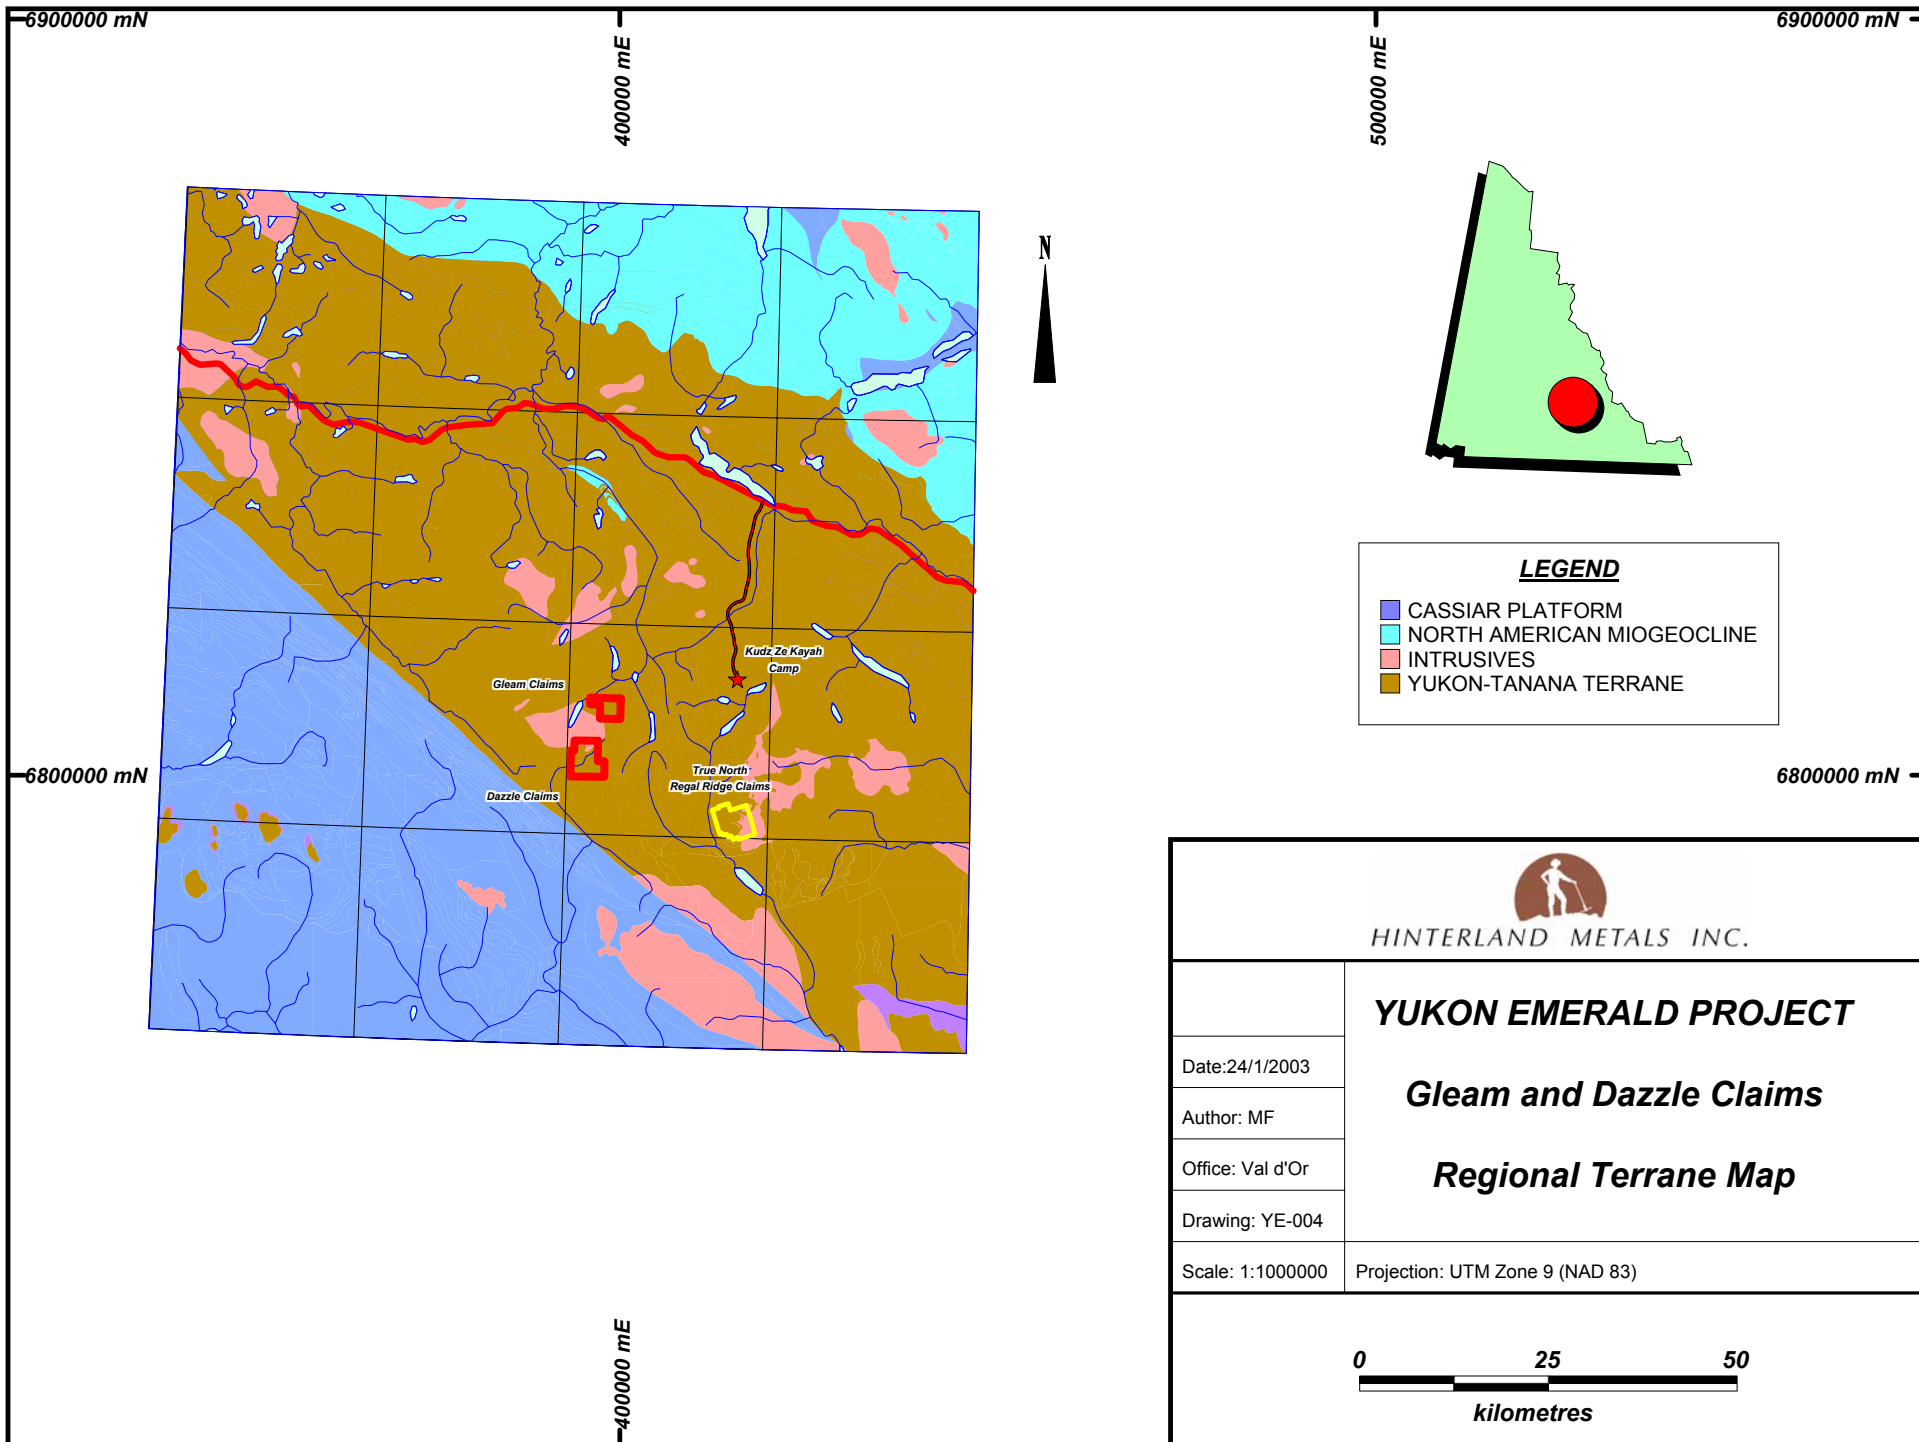 6900000 mN
6900000 mN
400000 mE
500000 mE
N
LEGEND
CASSIAR PLATFORM
NORTH AMERICAN MIOGEOCLINE
INTRUSIVES
YUKON-TANANA TERRANE
Kudz Ze Kayah
Camp
Gleam Claims
True North
Regal Ridge Claims
Dazzle Claims
6800000 mN
6800000 mN
HINTERLAND METALS INC.
YUKON EMERALD PROJECT
Gleam and Dazzle Claims
Regional Terrane Map
Date:24/1/2003
Author: MF
Office: Val d'Or
Drawing: YE-004
Scale: 1:1000000
Projection: UTM Zone 9 (NAD 83)
400000 mE
0 25 50
kilometres